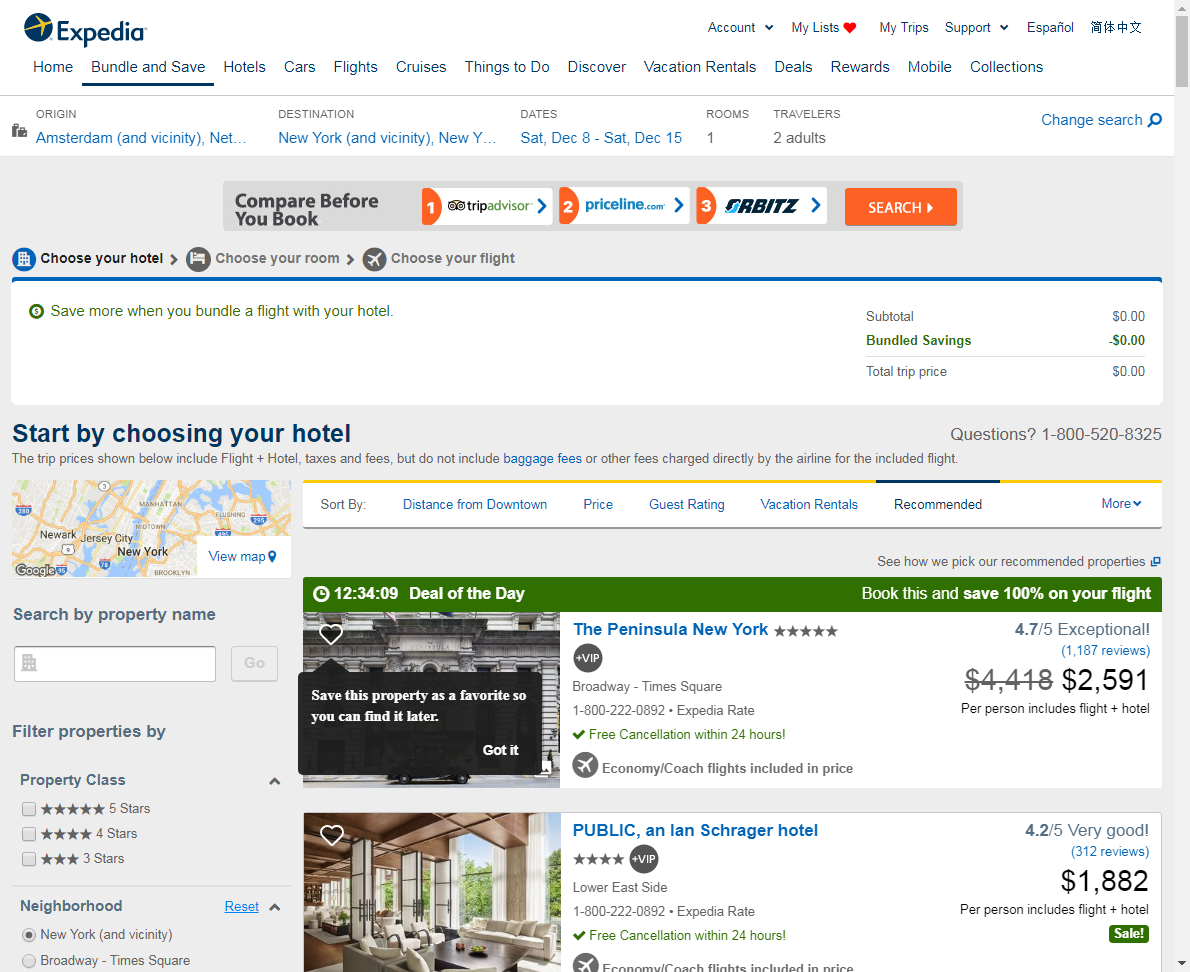 Expedia
Account
My Lists
My Trips
Support
Español
简体中文
Home
Bundle and Save
Hotels
Cars
Flights
Cruises
Things to Do
Discover
Vacation Rentals
Deals
Rewards
Mobile
Collections
ORIGIN
Amsterdam (and vicinity), Net…
DESTINATION
New York (and vicinity), New Y…
DATES
Sat, Dec 8 - Sat, Dec 15
ROOMS
1
TRAVELERS
2 adults
Change search
Compare Before
You Book
1 tripadvisor
2 priceline.com
3 ORBITZ
SEARCH
Choose your hotel
Choose your room
Choose your flight
Save more when you bundle a flight with your hotel.
Subtotal $0.00
Bundled Savings -$0.00
Total trip price $0.00
Start by choosing your hotel
Questions? 1-800-520-8325
The trip prices shown below include Flight + Hotel, taxes and fees, but do not include baggage fees or other fees charged directly by the airline for the included flight.
MANHATTAN
FLUSHING
MIDTOWN
Newark
Jersey City
New York
BROOKLYN
280
3
295
495
9
78
95
Google
View map
Sort By:
Distance from Downtown
Price
Guest Rating
Vacation Rentals
Recommended
More
See how we pick our recommended properties
Search by property name
Go
Filter properties by
Property Class
5 Stars
4 Stars
3 Stars
Neighborhood Reset
New York (and vicinity)
Broadway - Times Square
12:34:09 Deal of the Day
Book this and save 100% on your flight
Save this property as a favorite so
you can find it later.
Got it
The Peninsula New York
+VIP
Broadway - Times Square
1-800-222-0892 • Expedia Rate
Free Cancellation within 24 hours!
Economy/Coach flights included in price
4.7/5 Exceptional!
(1,187 reviews)
$4,418 $2,591
Per person includes flight + hotel
PUBLIC, an Ian Schrager hotel
+VIP
Lower East Side
1-800-222-0892 • Expedia Rate
Free Cancellation within 24 hours!
Economy/Coach flights included in price
4.2/5 Very good!
(312 reviews)
$1,882
Per person includes flight + hotel
Sale!